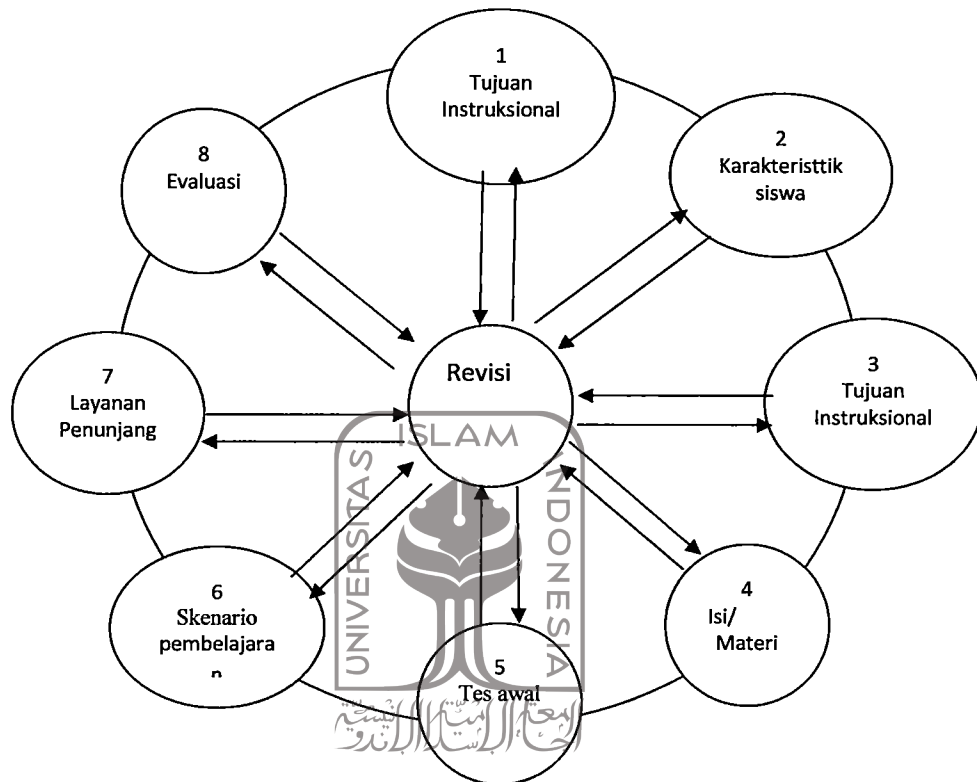 1
Tujuan
Instruksional
2
Karakteristtik
siswa
3
Tujuan
Instruksional
4
Isi/
Materi
5
Tes awal
6
Skenario
pembelajara
n
7
Layanan
Penunjang
8
Evaluasi
Revisi
UNIVERSITAS
ISLAM
INDONESIA